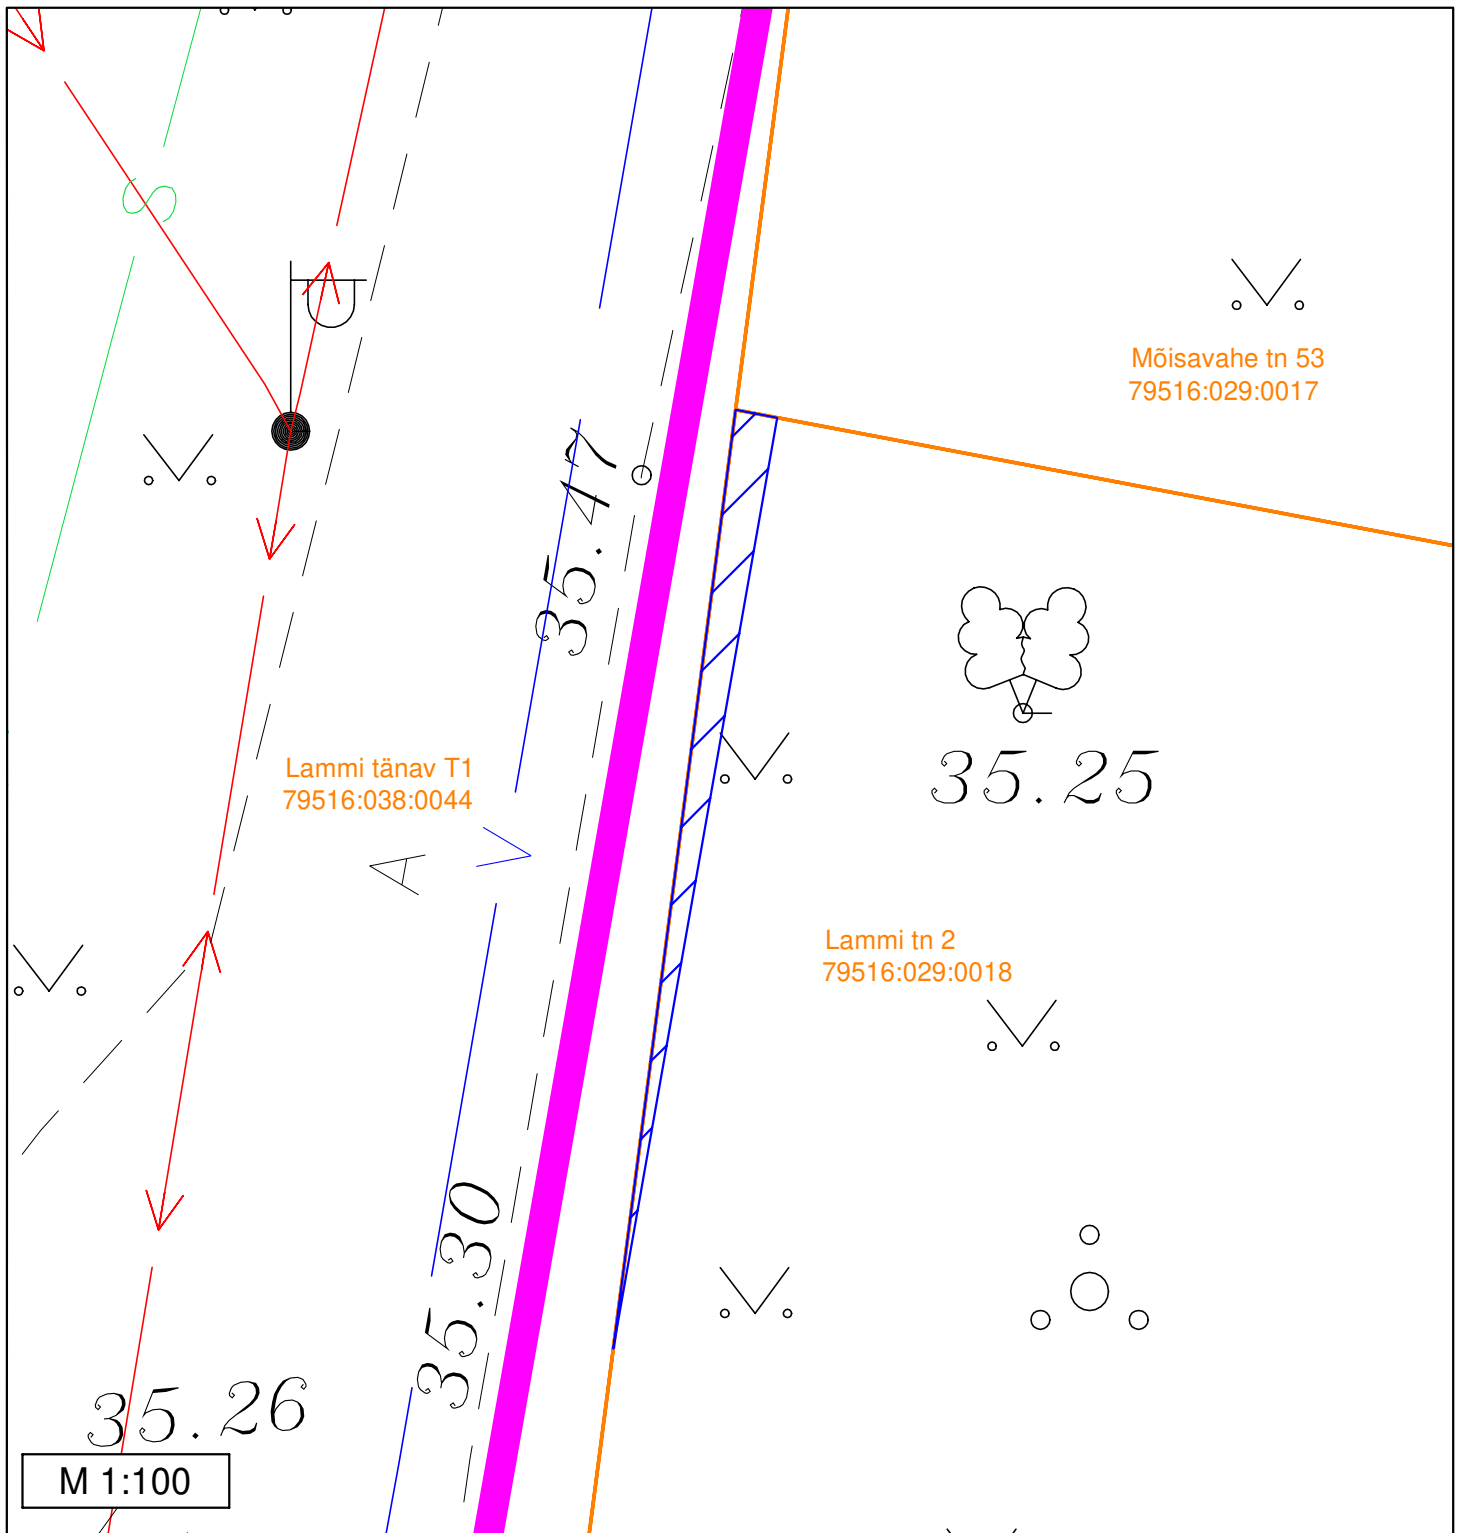 S
Mõisavahe tn 53
79516:029:0017
35.47
35.25
Lammi tänav T1
79516:038:0044
A
V
Lammi tn 2
79516:029:0018
35.30
35.26
M 1:100